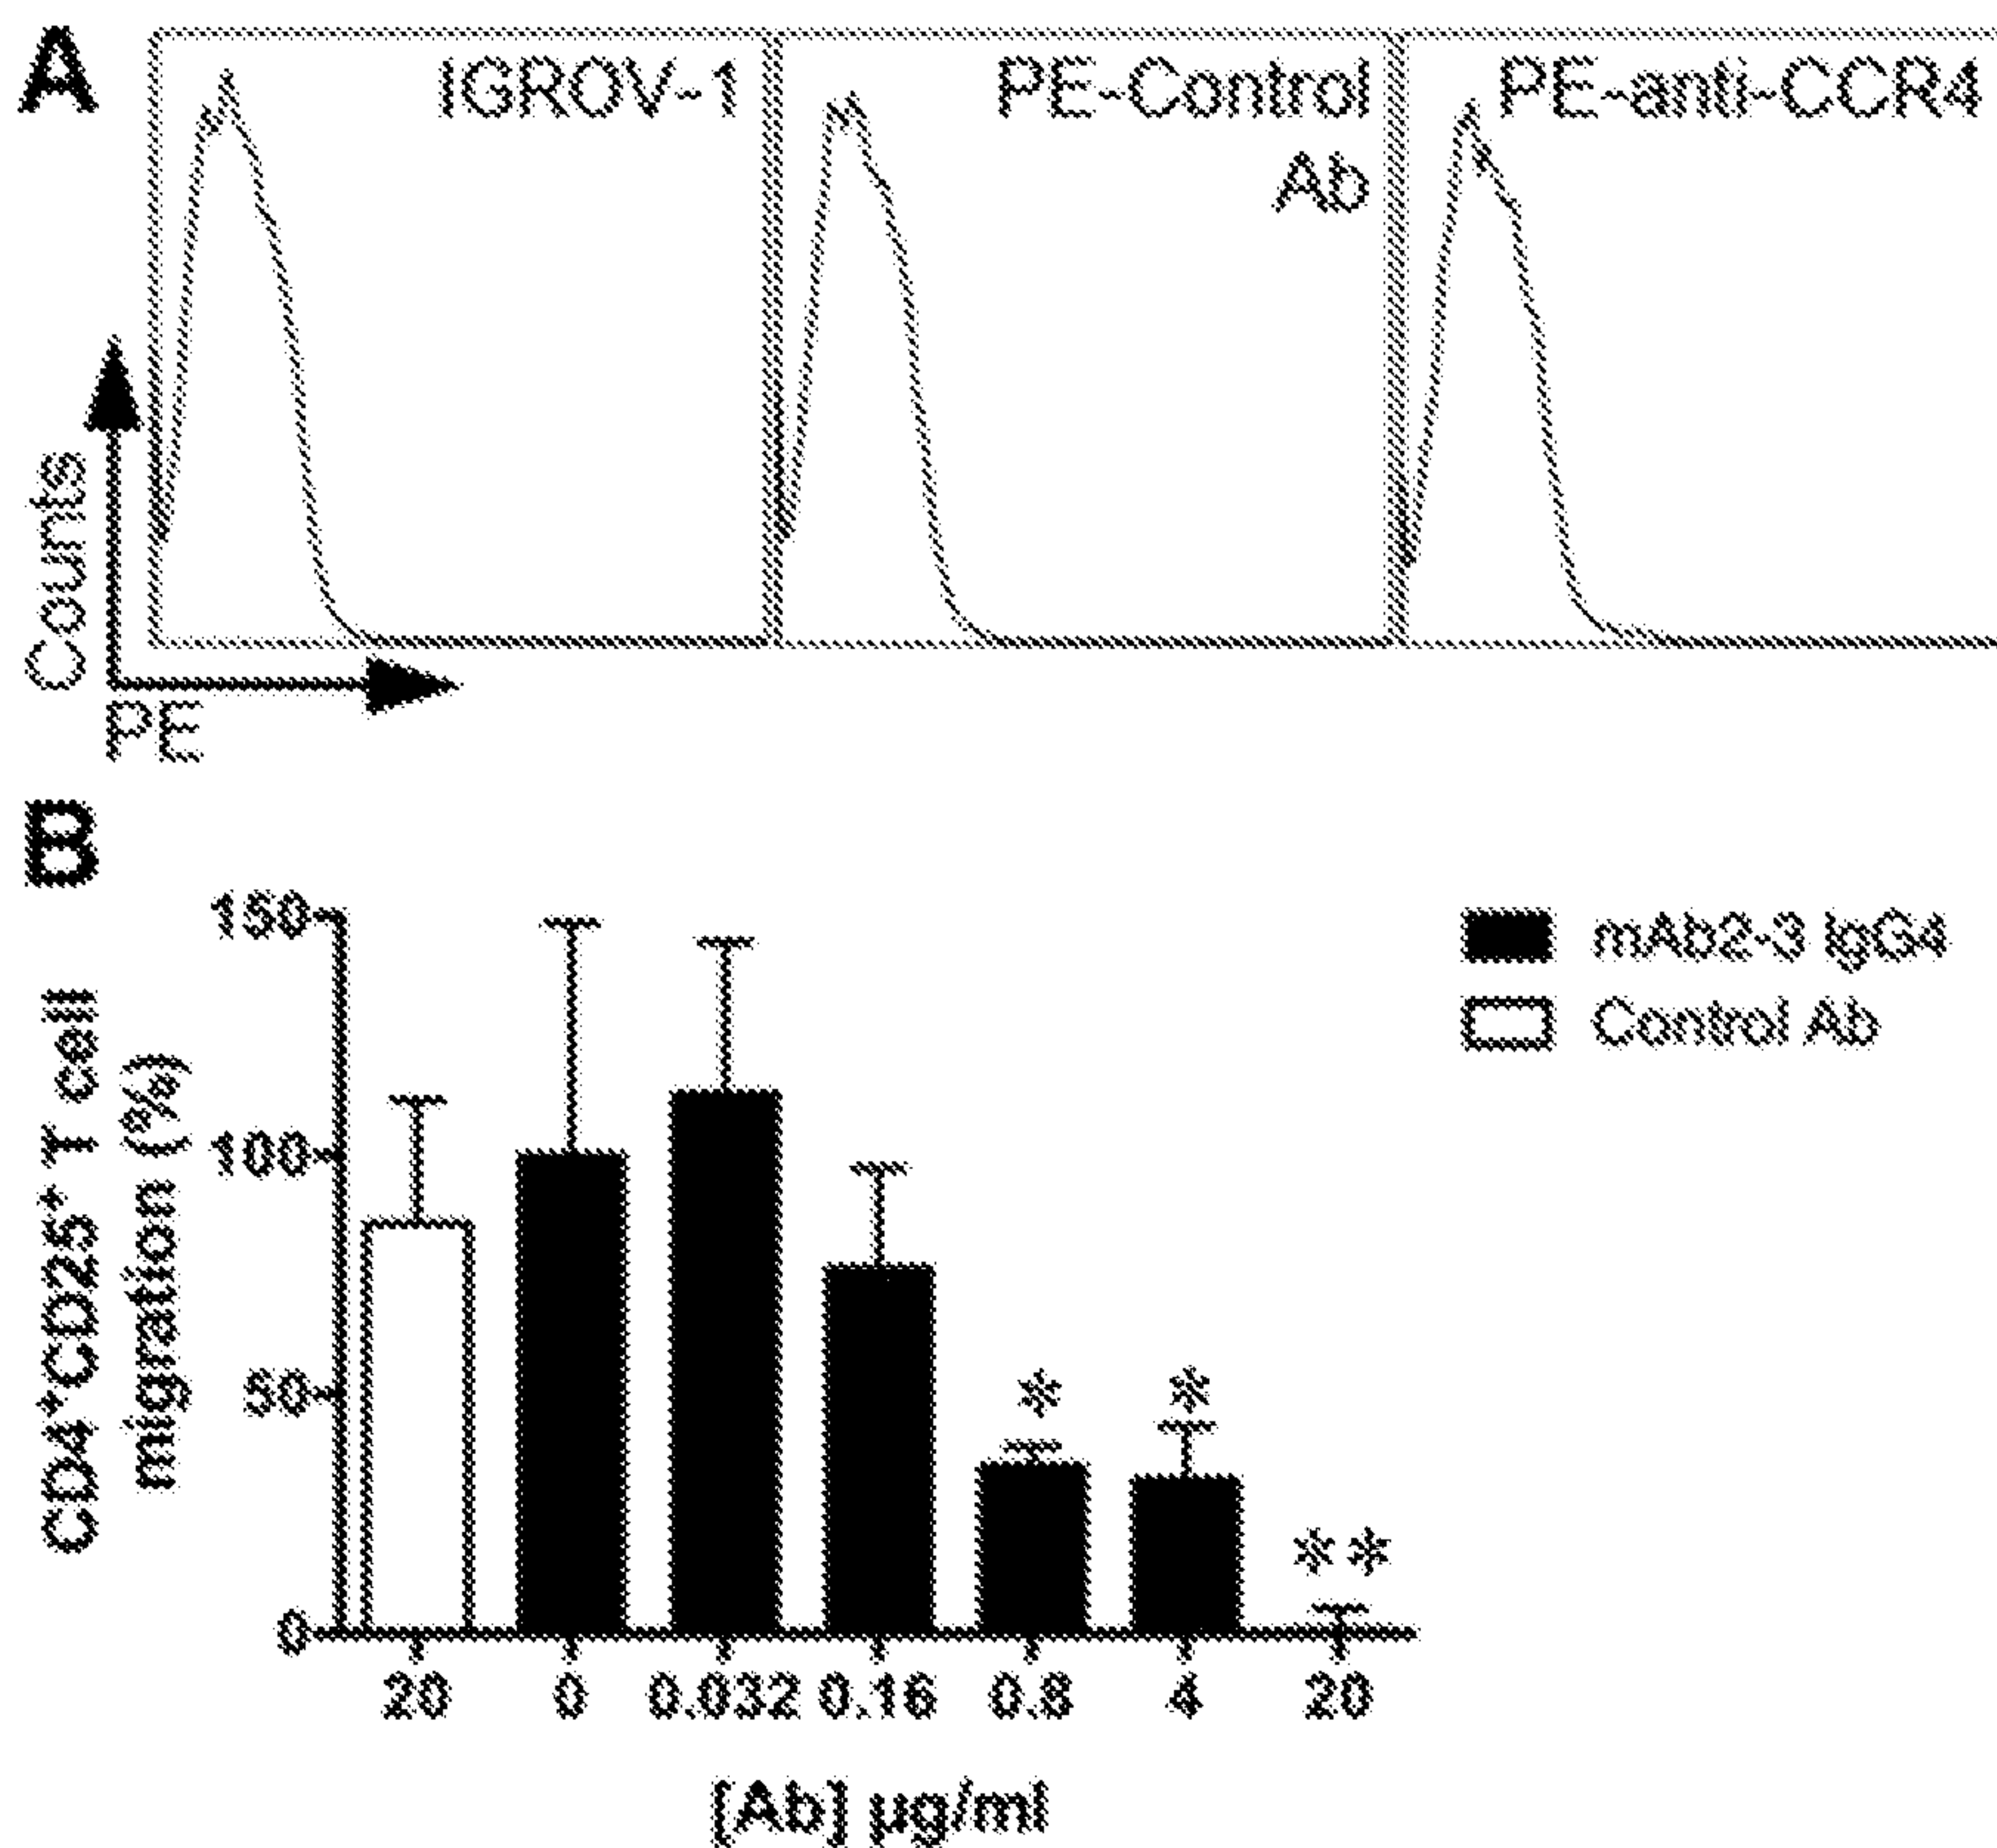 A
IGROV-1
PE-Control
Ab
PE-anti-CCR4
Counts
PE
B
CD4⁺CD25⁺ T cell
migration (%)
150
100
50
0
mAb2-3 IgG4
Control Ab
*
*
**
20 0 0.032 0.16 0.8 4 20
[Ab] µg/ml